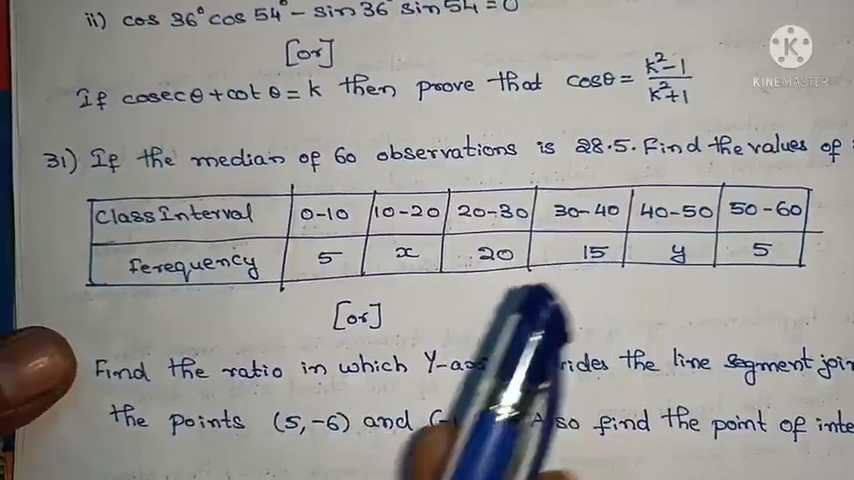 ii) cos 36° cos 54° - sin 36 sin 54 = 0
[or]
If cosecθ + cot θ = k then prove that cosθ = k²-1 / k²+1
KINEMASTER
31) If the median of 60 observations is 28.5. Find the values of
Class Interval 0-10 10-20 20-30 30-40 40-50 50-60
Ferequency 5 x 20 15 y 5
[or]
Find the ratio in which Y- the line segment join
the points (5,-6) and find the point of inte